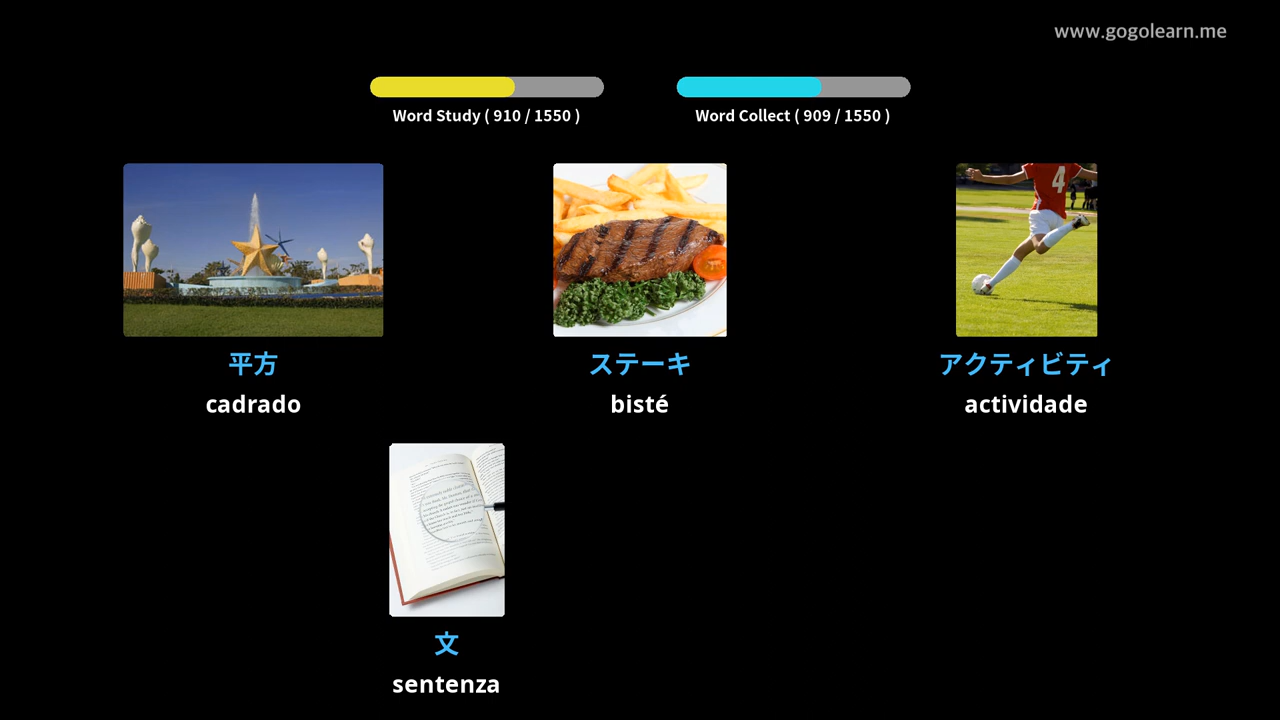 www.gogolearn.me
Word Study ( 910 / 1550 )
Word Collect ( 909 / 1550 )
平方
ステーキ
アクティビティ
cadrado
bisté
actividade
4
文
sentenza